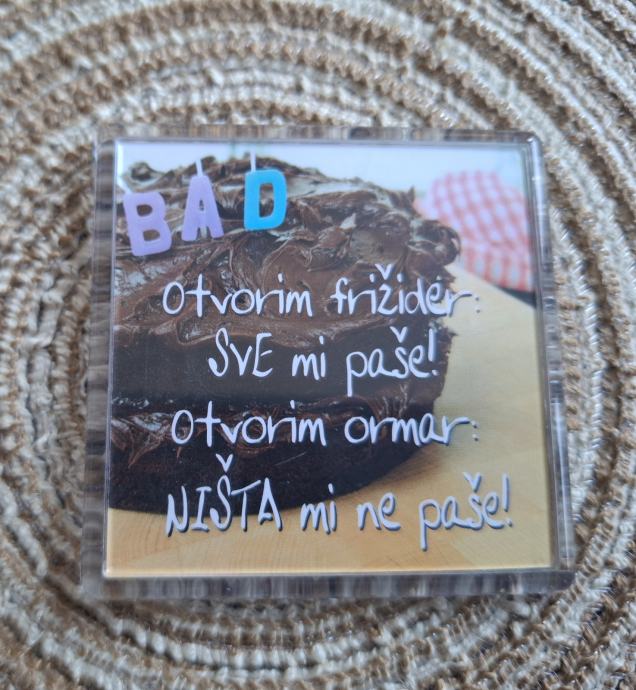 BAD
Otvorim frižider:
SVE mi paše!
Otvorim ormar:
NIŠTA mi ne paše!